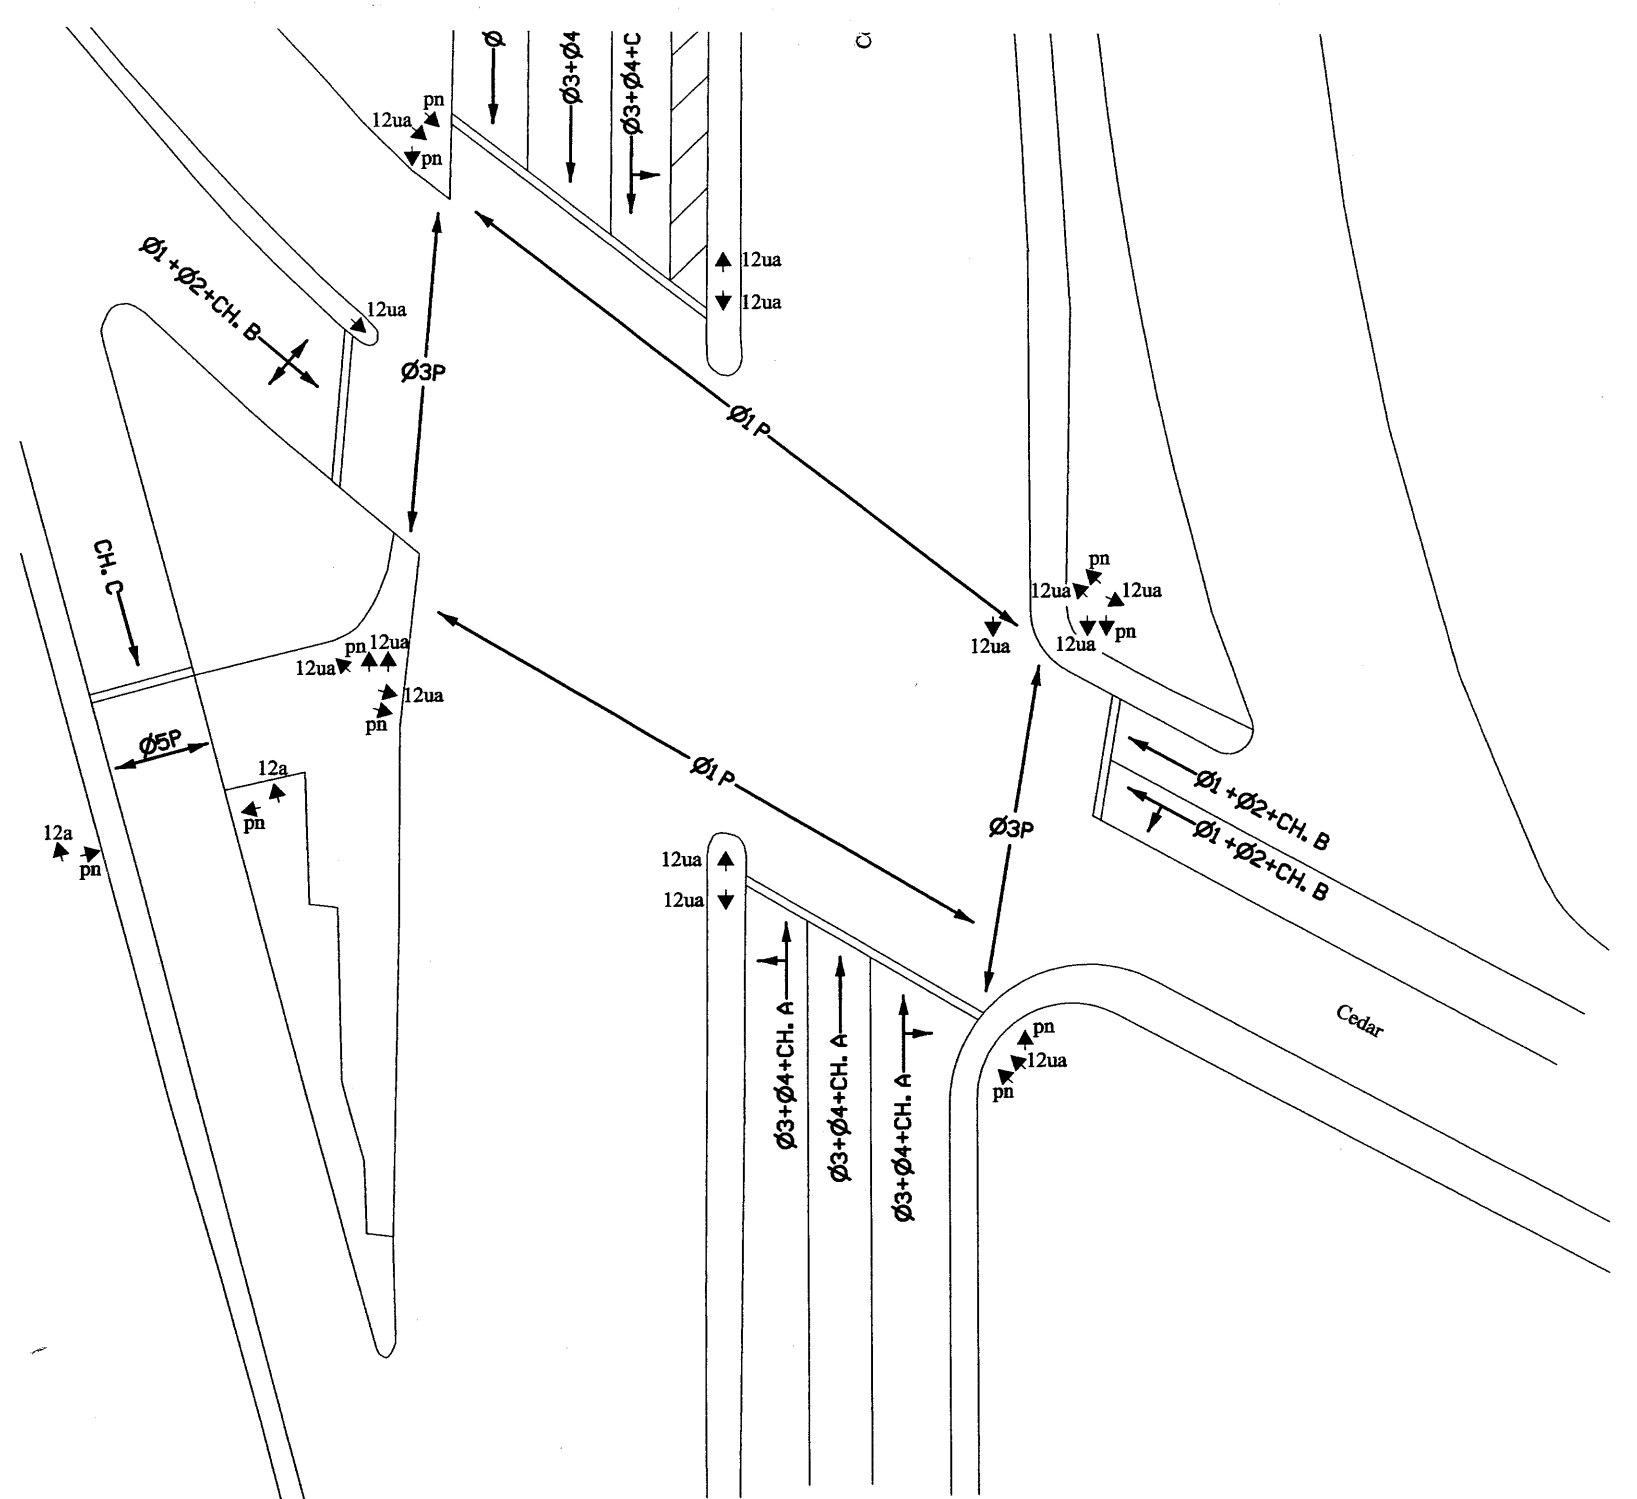 Ø
Ø3+Ø4
Ø3+Ø4+C
pn
12ua
pn
12ua
12ua
Ø1+Ø2+CH. B
12ua
Ø3P
Ø1P
CH. C
pn
12ua
12ua
12ua
pn
12ua
pn
12ua
12ua
12ua
pn
Ø5P
12a
pn
12a
pn
Ø1P
Ø3P
Ø1+Ø2+CH. B
Ø1+Ø2+CH. B
12ua
12ua
Ø3+Ø4+CH. A
Ø3+Ø4+CH. A
Ø3+Ø4+CH. A
Cedar
pn
12ua
pn